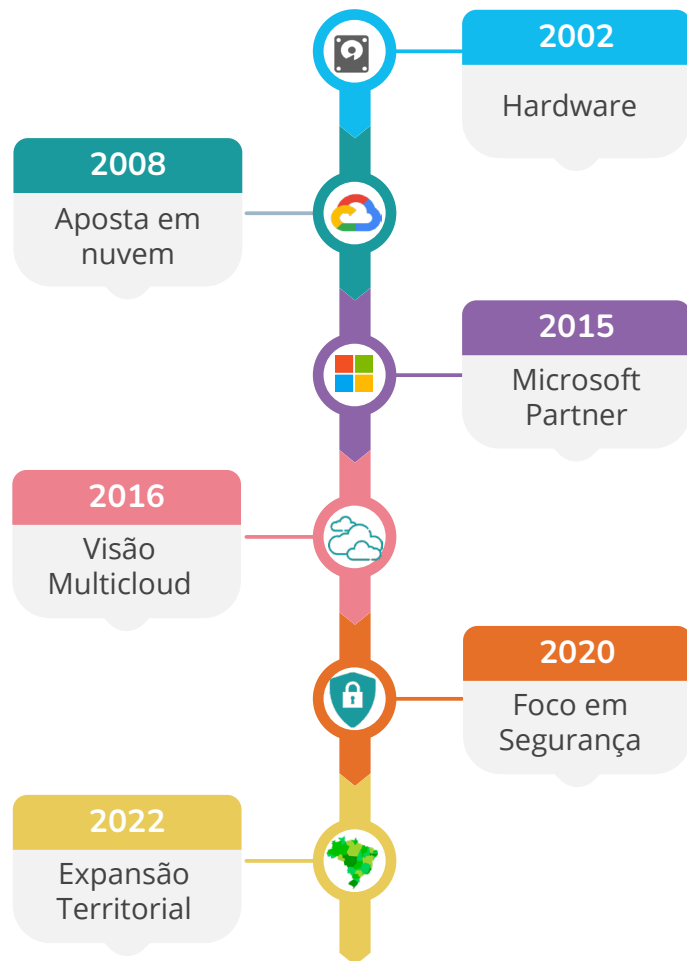 2002
Hardware
2008
Aposta em
nuvem
2015
Microsoft
Partner
2016
Visão
Multicloud
2020
Foco em
Segurança
2022
Expansão
Territorial